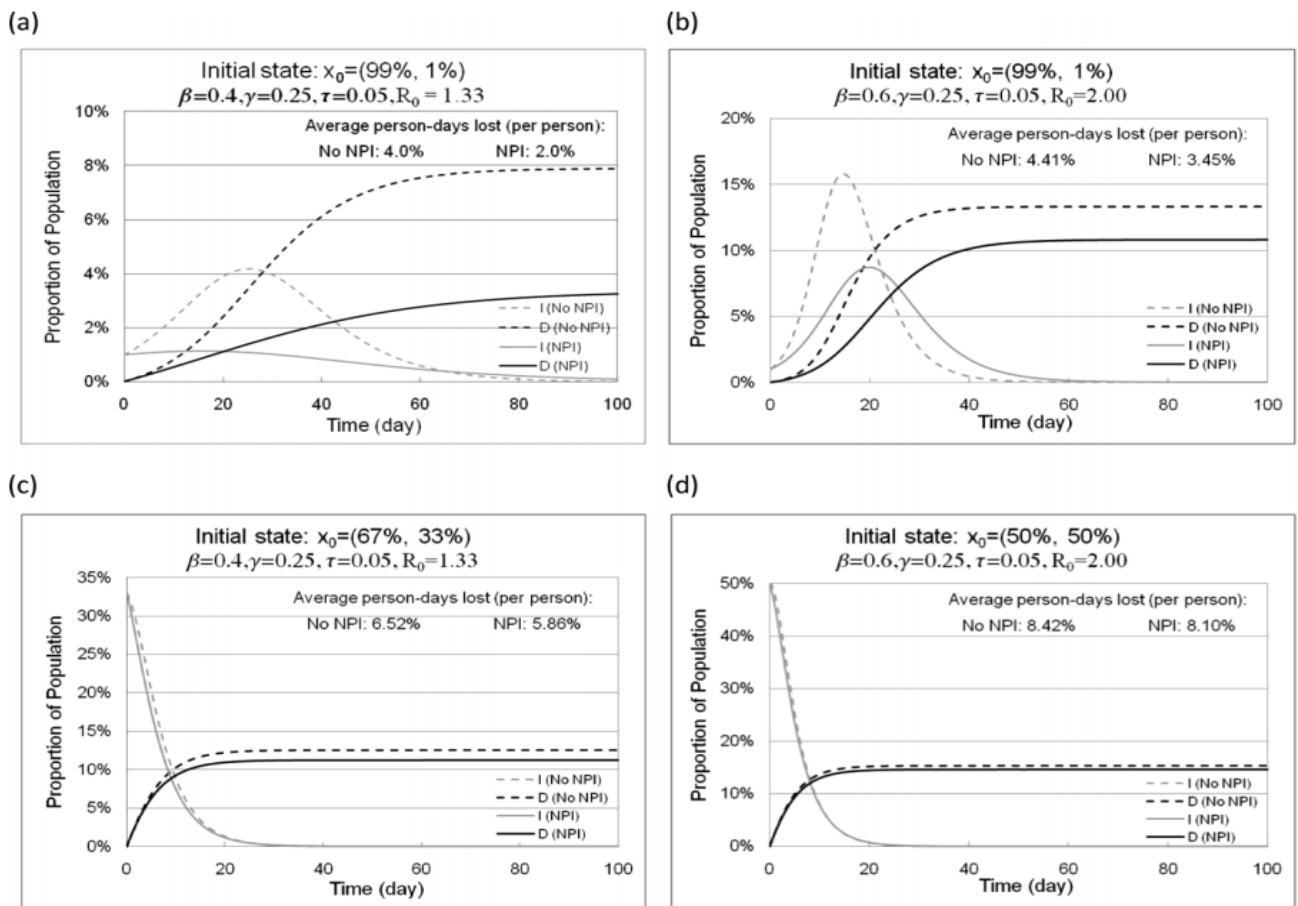 (a)
Initial state: x₀=(99%, 1%)
β=0.4,γ=0.25,τ=0.05,R₀ = 1.33
10%
Average person-days lost (per person):
No NPI: 4.0% NPI: 2.0%
8%
6%
4%
2%
0%
Proportion of Population
I (No NPI)
D (No NPI)
I (NPI)
D (NPI)
0 20 40 60 80 100
Time (day)
(b)
Initial state: x₀=(99%, 1%)
β=0.6,γ=0.25, τ=0.05, R₀=2.00
20%
Average person-days lost (per person):
No NPI: 4.41% NPI: 3.45%
15%
10%
5%
0%
Proportion of Population
I (No NPI)
D (No NPI)
I (NPI)
D (NPI)
0 20 40 60 80 100
Time (day)
(c)
Initial state: x₀=(67%, 33%)
β=0.4,γ=0.25, τ=0.05, R₀=1.33
35%
Average person-days lost (per person):
No NPI: 6.52% NPI: 5.86%
30%
25%
20%
15%
10%
5%
0%
Proportion of Population
I (No NPI)
D (No NPI)
I (NPI)
D (NPI)
0 20 40 60 80 100
Time (day)
(d)
Initial state: x₀=(50%, 50%)
β=0.6,γ=0.25, τ=0.05, R₀=2.00
50%
Average person-days lost (per person):
No NPI: 8.42% NPI: 8.10%
40%
30%
20%
10%
0%
Proportion of Population
I (No NPI)
D (No NPI)
I (NPI)
D (NPI)
0 20 40 60 80 100
Time (day)